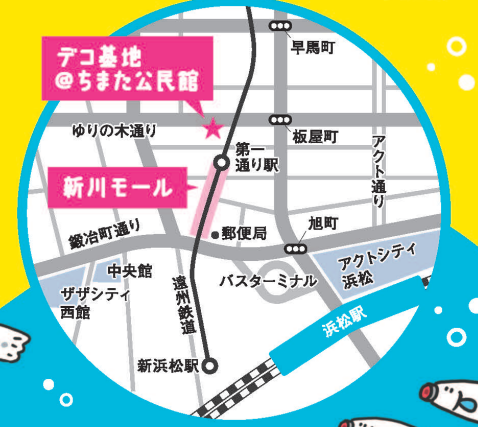 早馬町
デコ基地
@ちまた公民館
ゆりの木通り
板屋町
第一
通り駅
アクト通り
新川モール
郵便局
旭町
鍛冶町通り
アクトシティ
浜松
中央館
バスターミナル
ザザシティ
西館
遠州鉄道
浜松駅
新浜松駅